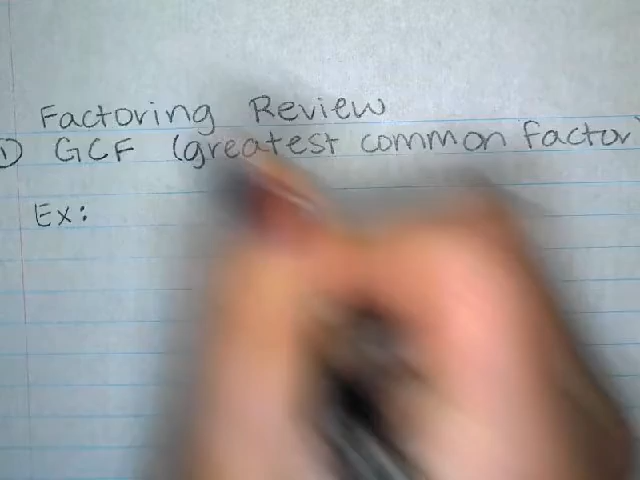 Factoring Review
① GCF (greatest common factor)
Ex: